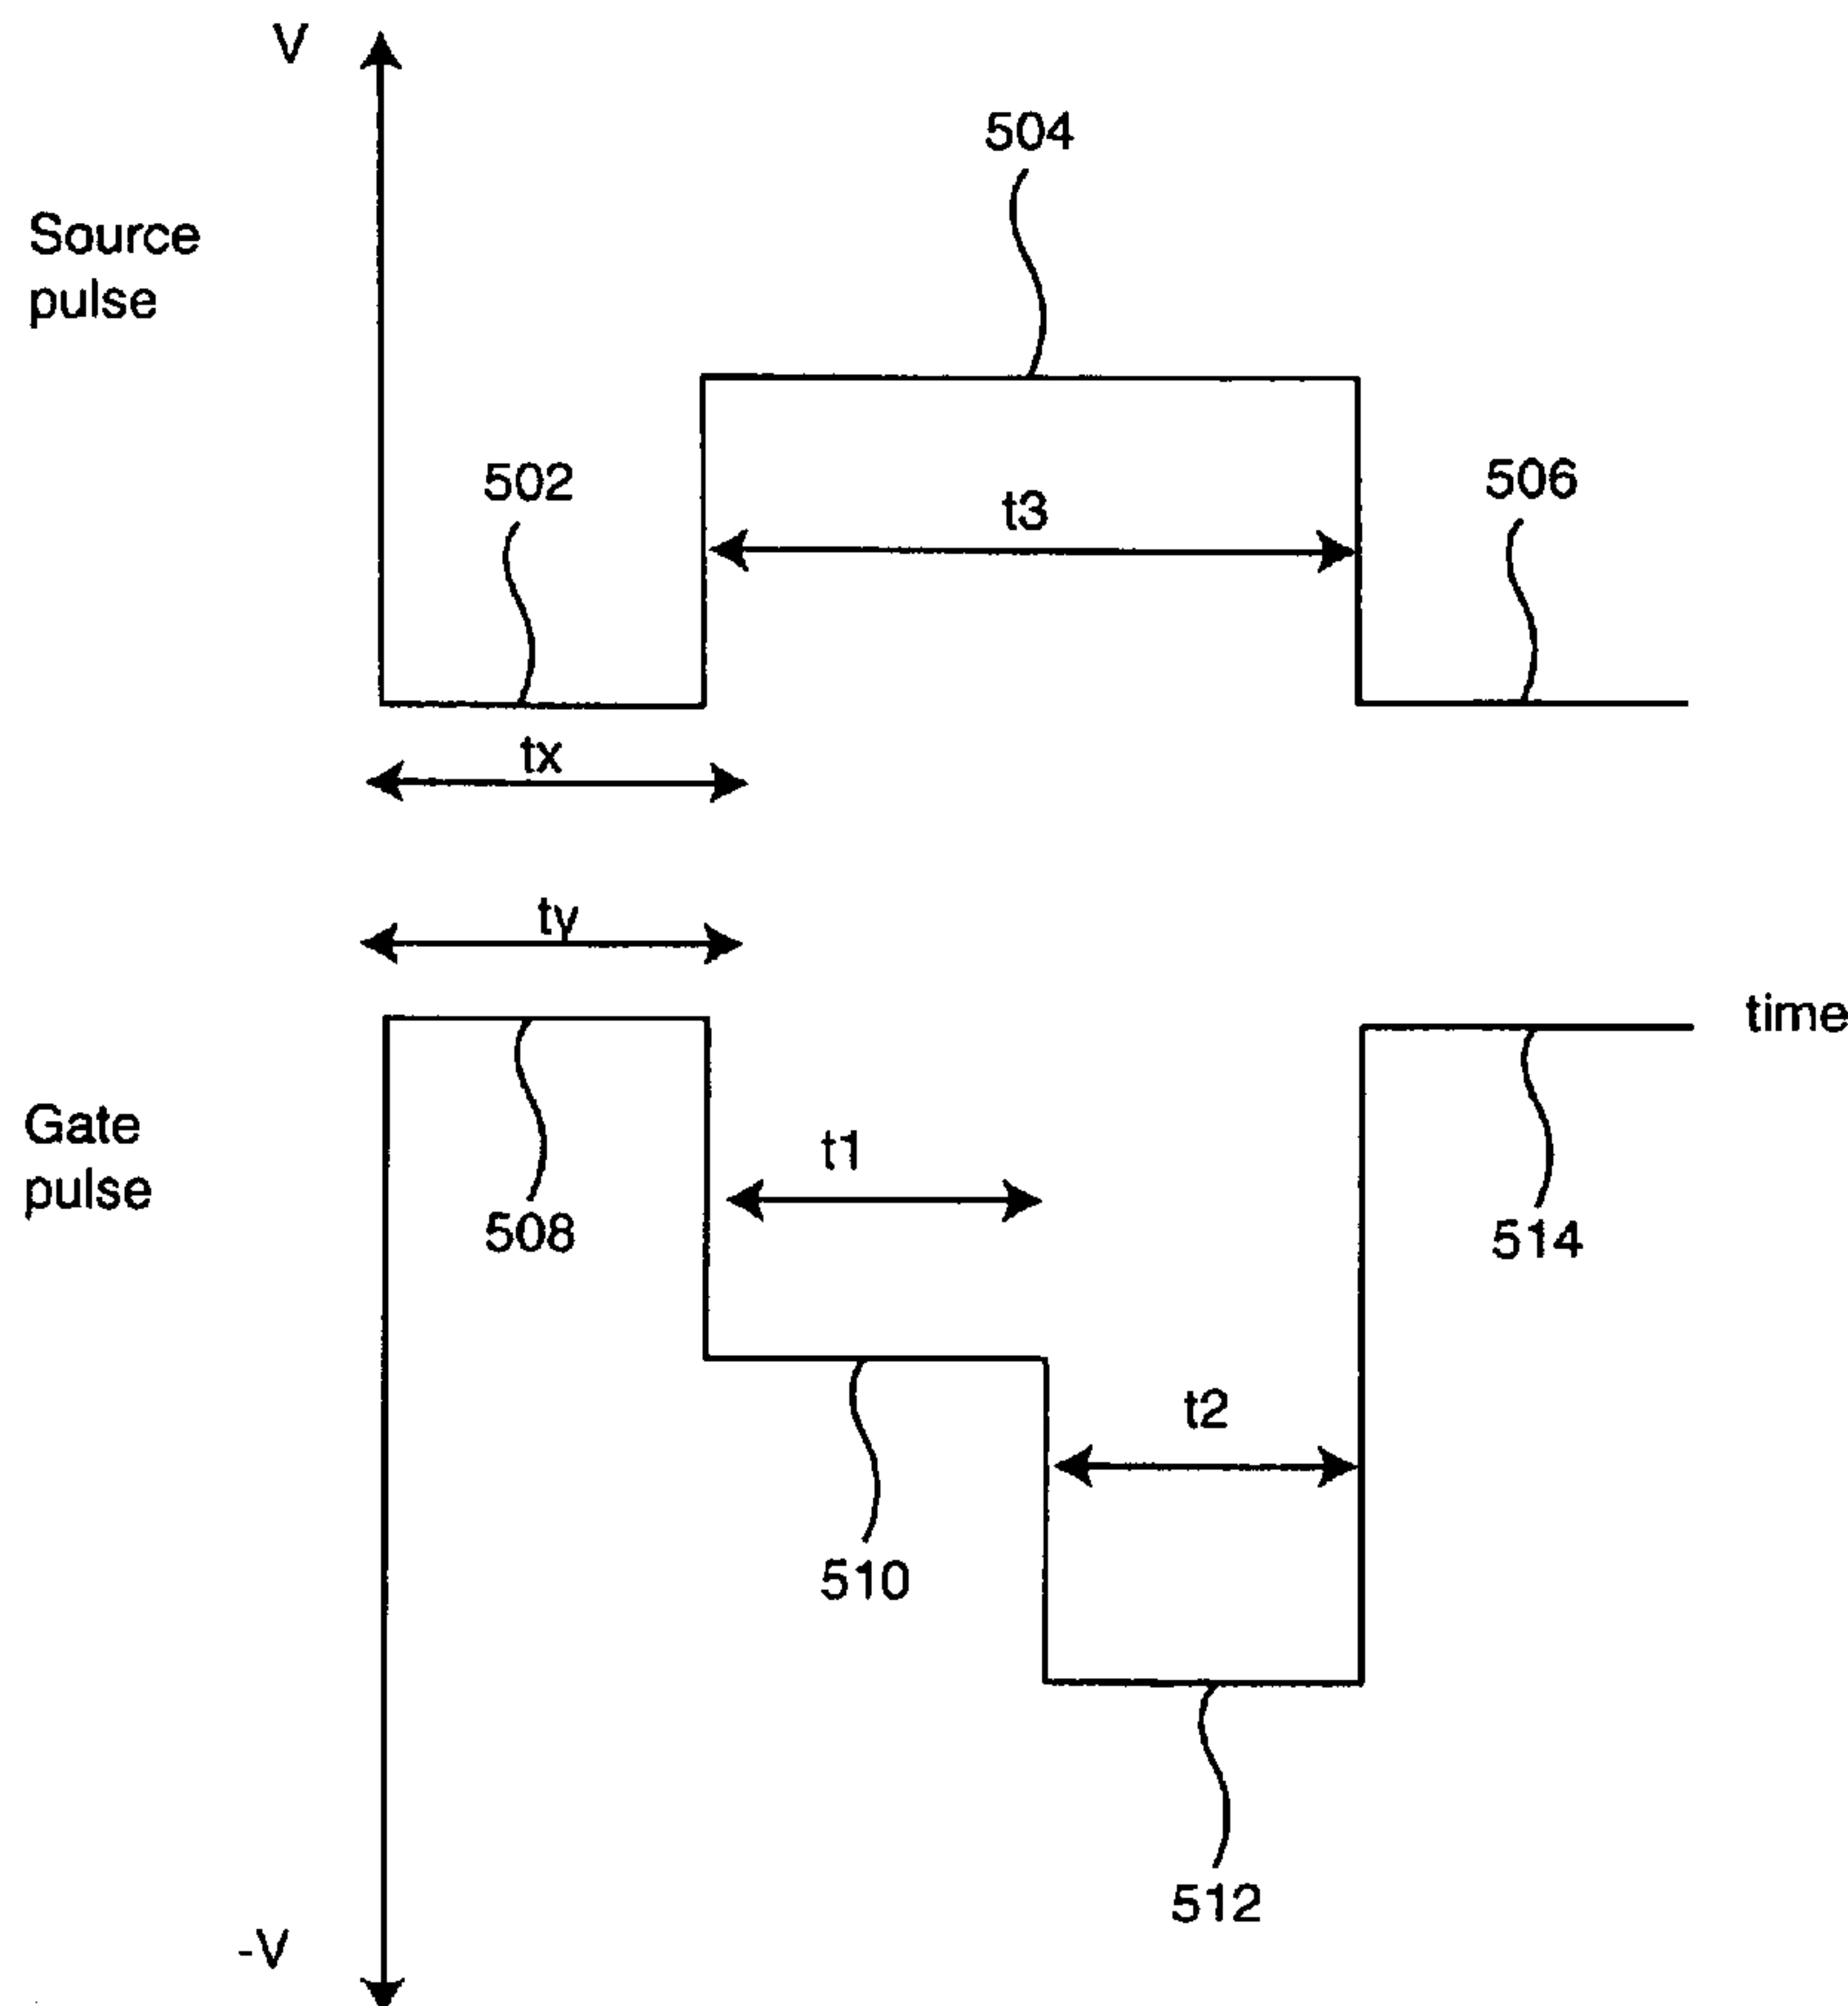 V
504
Source
pulse
502
t3
506
tx
ty
time
Gate
pulse
t1
508
514
t2
510
512
-V